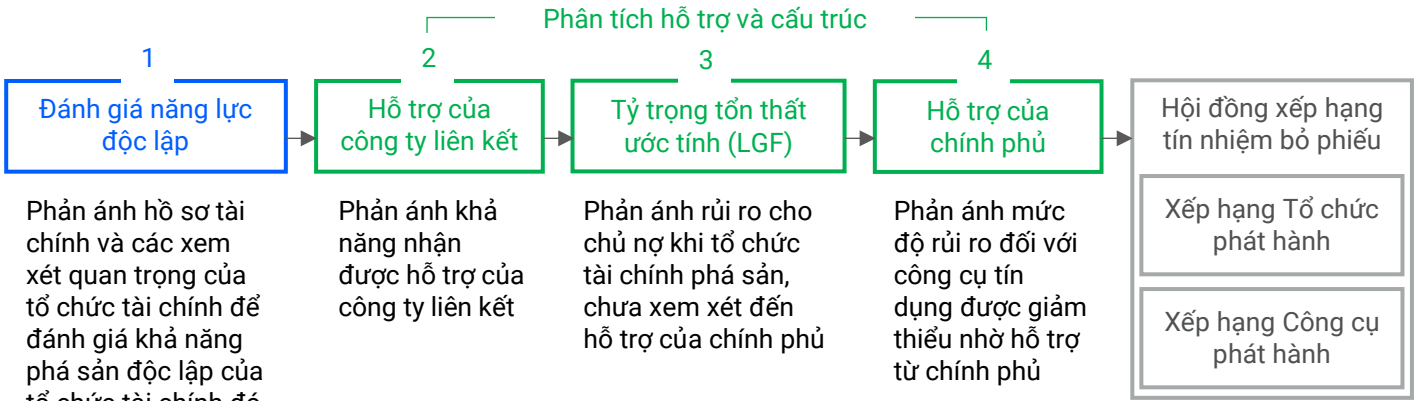 Phân tích hỗ trợ và cấu trúc
1
2
3
4
Đánh giá năng lực
độc lập
Hỗ trợ của
công ty liên kết
Tỷ trọng tổn thất
ước tính (LGF)
Hỗ trợ của
chính phủ
Hội đồng xếp hạng
tín nhiệm bỏ phiếu
Xếp hạng Tổ chức
phát hành
Xếp hạng Công cụ
phát hành
Phản ánh hồ sơ tài
chính và các xem
xét quan trọng của
tổ chức tài chính để
đánh giá khả năng
phá sản độc lập của
tổ chức tài chính đó
Phản ánh khả
năng nhận
được hỗ trợ của
công ty liên kết
Phản ánh rủi ro cho
chủ nợ khi tổ chức
tài chính phá sản,
chưa xem xét đến
hỗ trợ của chính phủ
Phản ánh mức
độ rủi ro đối với
công cụ tín
dụng được giảm
thiểu nhờ hỗ trợ
từ chính phủ